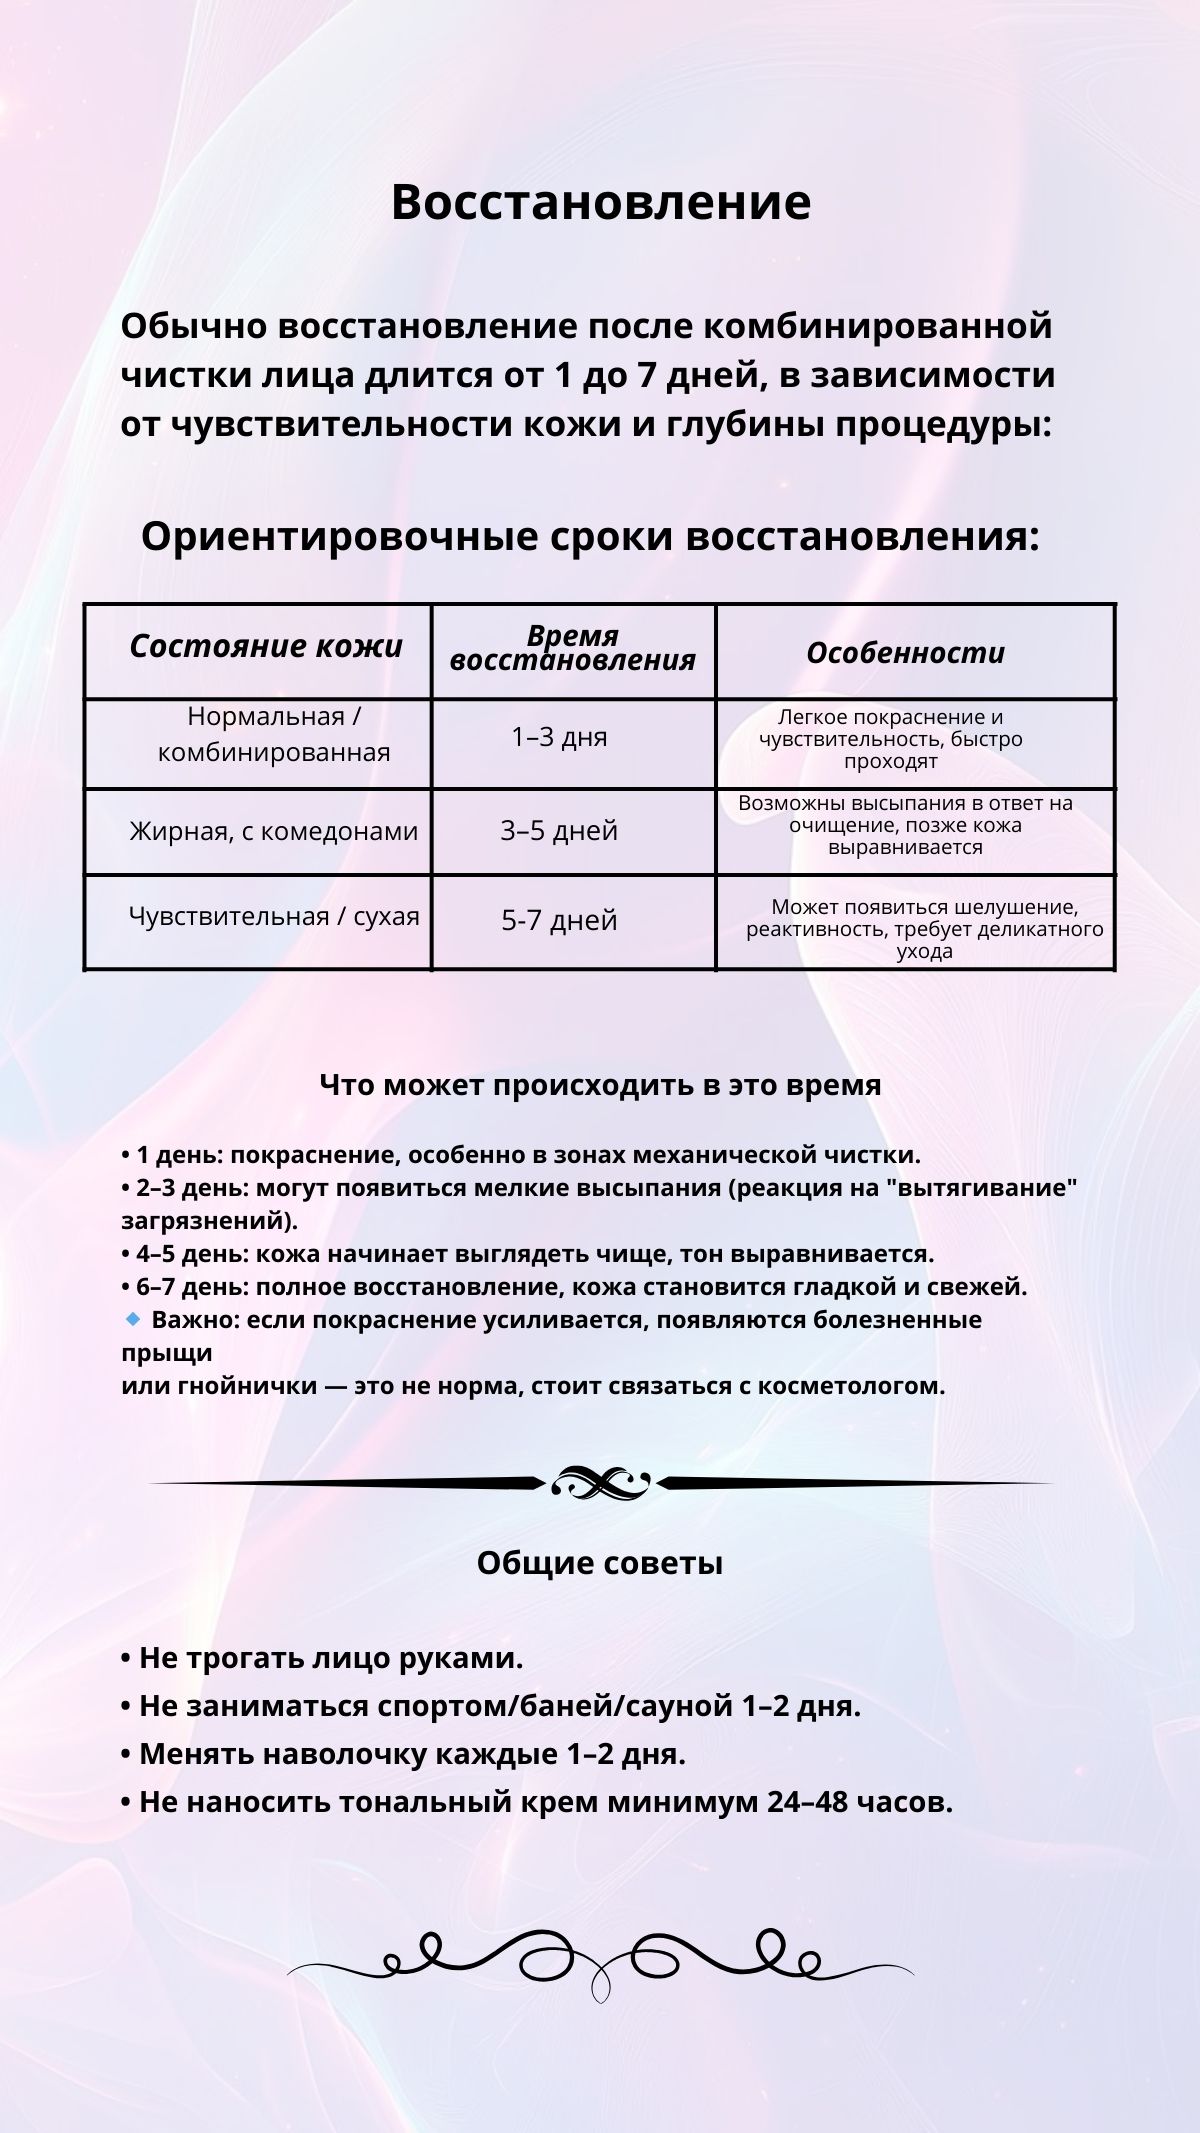 Восстановление
Обычно восстановление после комбинированной
чистки лица длится от 1 до 7 дней, в зависимости
от чувствительности кожи и глубины процедуры:
Ориентировочные сроки восстановления:
Состояние кожи
Время
восстановления
Особенности
Нормальная /
комбинированная
1–3 дня
Легкое покраснение и
чувствительность, быстро
проходят
Жирная, с комедонами
3–5 дней
Возможны высыпания в ответ на
очищение, позже кожа
выравнивается
Чувствительная / сухая
5-7 дней
Может появиться шелушение,
реактивность, требует деликатного
ухода
Что может происходить в это время
• 1 день: покраснение, особенно в зонах механической чистки.
• 2–3 день: могут появиться мелкие высыпания (реакция на "вытягивание"
загрязнений).
• 4–5 день: кожа начинает выглядеть чище, тон выравнивается.
• 6–7 день: полное восстановление, кожа становится гладкой и свежей.
🔹 Важно: если покраснение усиливается, появляются болезненные
прыщи
или гнойнички — это не норма, стоит связаться с косметологом.
Общие советы
• Не трогать лицо руками.
• Не заниматься спортом/баней/сауной 1–2 дня.
• Менять наволочку каждые 1–2 дня.
• Не наносить тональный крем минимум 24–48 часов.